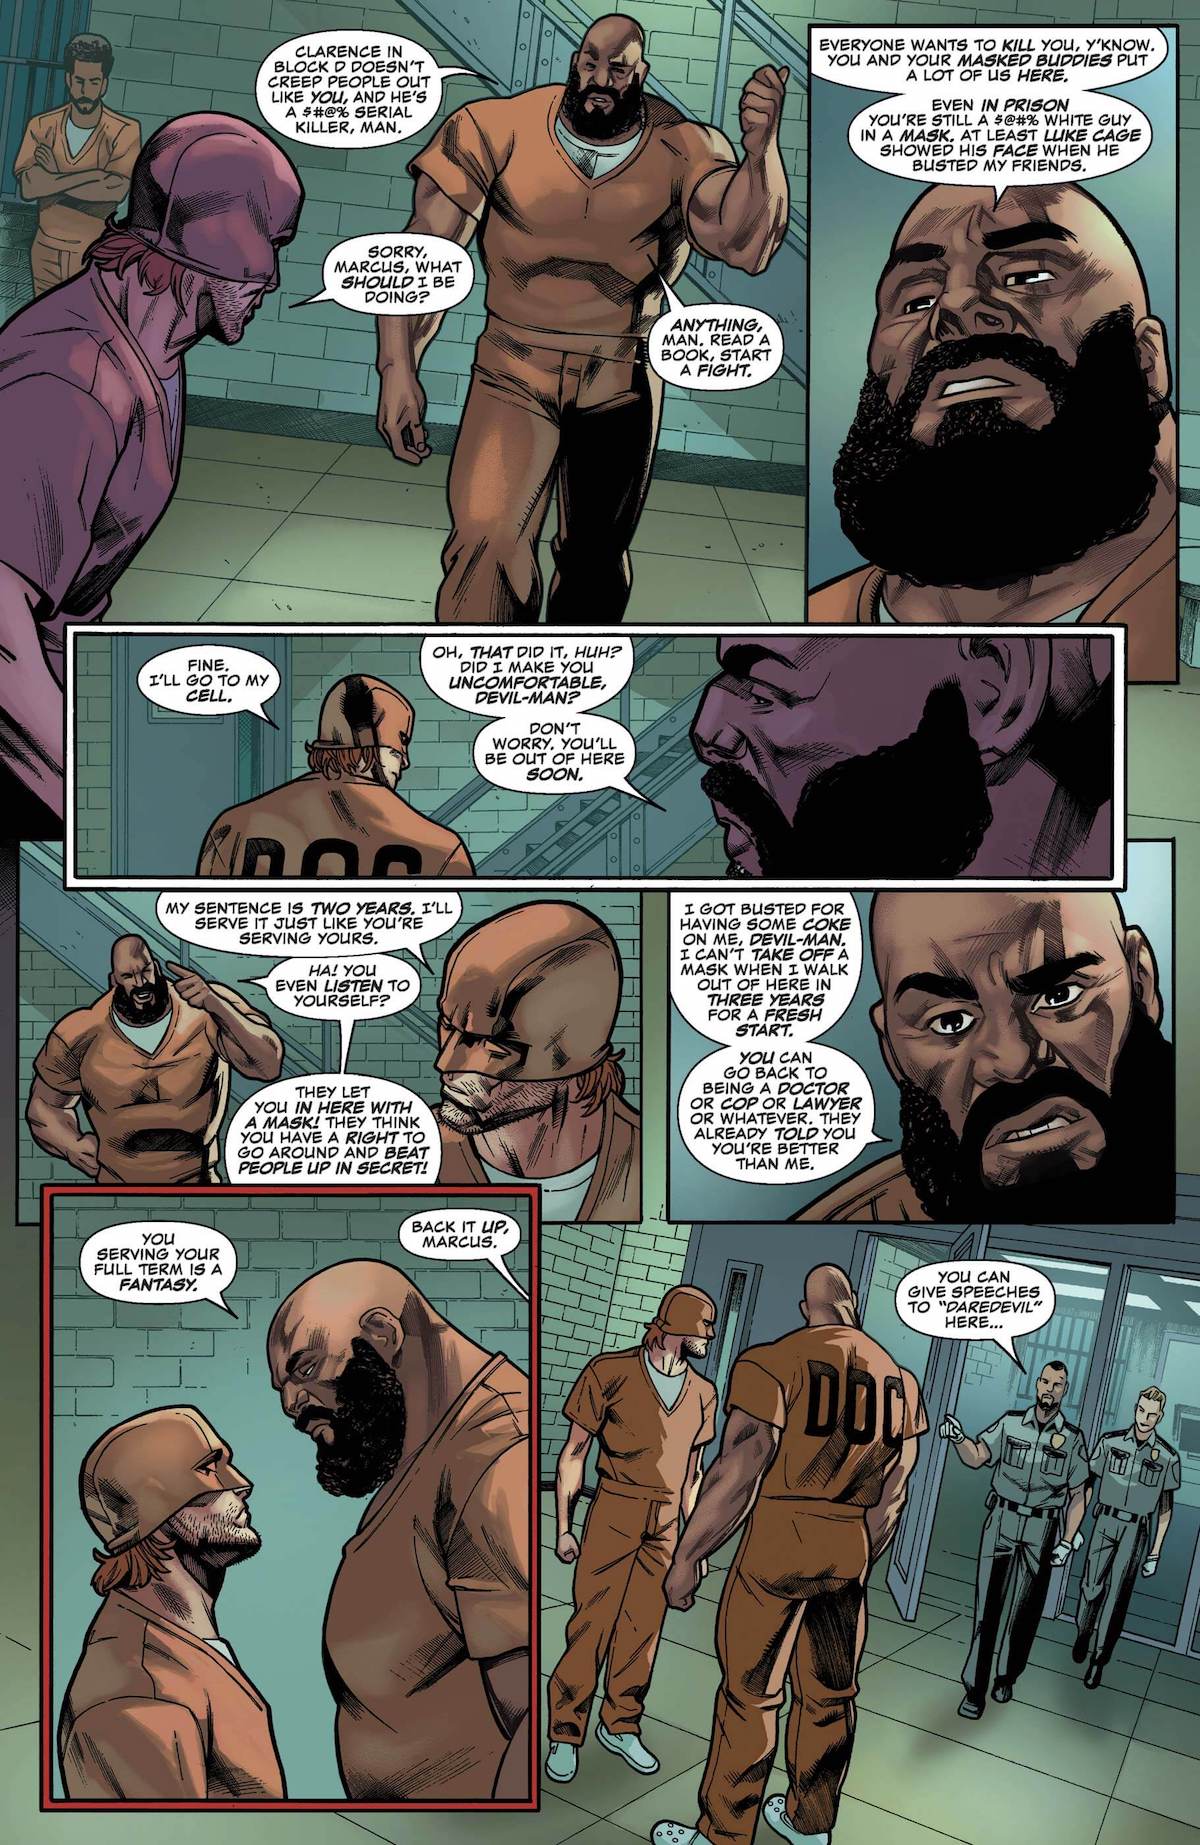 CLARENCE IN
BLOCK D DOESN'T
CREEP PEOPLE OUT
LIKE YOU, AND HE'S
A $#@% SERIAL
KILLER, MAN.
SORRY,
MARCUS, WHAT
SHOULD I BE
DOING?
ANYTHING,
MAN. READ A
BOOK, START
A FIGHT.
EVERYONE WANTS TO KILL YOU, Y'KNOW.
YOU AND YOUR MASKED BUDDIES PUT
A LOT OF US HERE.
EVEN IN PRISON
YOU'RE STILL A $@#% WHITE GUY
IN A MASK. AT LEAST LUKE CAGE
SHOWED HIS FACE WHEN HE
BUSTED MY FRIENDS.
FINE.
I'LL GO TO MY
CELL.
OH, THAT DID IT, HUH?
DID I MAKE YOU
UNCOMFORTABLE,
DEVIL-MAN?
DON'T
WORRY. YOU'LL
BE OUT OF HERE
SOON.
DOC
MY SENTENCE IS TWO YEARS. I'LL
SERVE IT JUST LIKE YOU'RE
SERVING YOURS.
HA! YOU
EVEN LISTEN TO
YOURSELF?
THEY LET
YOU IN HERE WITH
A MASK! THEY THINK
YOU HAVE A RIGHT TO
GO AROUND AND BEAT
PEOPLE UP IN SECRET!
I GOT BUSTED FOR
HAVING SOME COKE
ON ME, DEVIL-MAN.
I CAN'T TAKE OFF A
MASK WHEN I WALK
OUT OF HERE IN
THREE YEARS
FOR A FRESH
START.
YOU CAN
GO BACK TO
BEING A DOCTOR
OR COP OR LAWYER
OR WHATEVER. THEY
ALREADY TOLD YOU
YOU'RE BETTER
THAN ME.
YOU
SERVING YOUR
FULL TERM IS A
FANTASY.
BACK IT UP,
MARCUS.
YOU CAN
GIVE SPEECHES
TO "DAREDEVIL"
HERE...
DOC